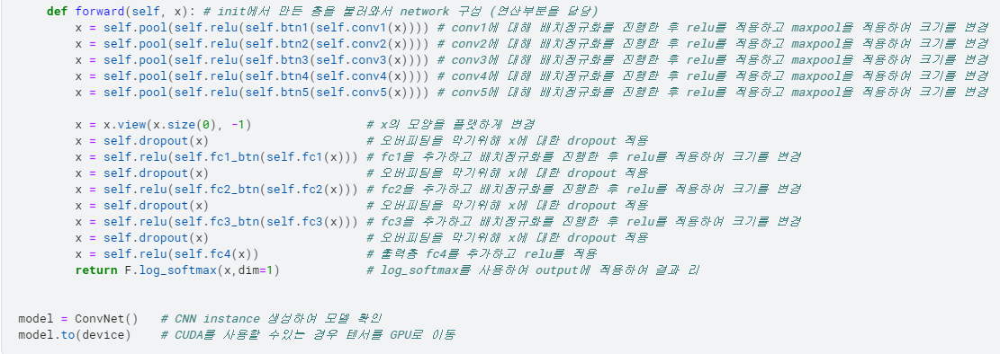 def forward(self, x): # init에서 만든 층을 불러와서 network 구성 (연산부분을 담당)
x = self.pool(self.relu(self.btn1(self.conv1(x)))) # conv1에 대해 배치정규화를 진행한 후 relu를 적용하고 maxpool을 적용하여 크기를 변경
x = self.pool(self.relu(self.btn2(self.conv2(x)))) # conv2에 대해 배치정규화를 진행한 후 relu를 적용하고 maxpool을 적용하여 크기를 변경
x = self.pool(self.relu(self.btn3(self.conv3(x)))) # conv3에 대해 배치정규화를 진행한 후 relu를 적용하고 maxpool을 적용하여 크기를 변경
x = self.pool(self.relu(self.btn4(self.conv4(x)))) # conv4에 대해 배치정규화를 진행한 후 relu를 적용하고 maxpool을 적용하여 크기를 변경
x = self.pool(self.relu(self.btn5(self.conv5(x)))) # conv5에 대해 배치정규화를 진행한 후 relu를 적용하고 maxpool을 적용하여 크기를 변경
x = x.view(x.size(0), -1) # x의 모양을 플랫하게 변경
x = self.dropout(x) # 오버피팅을 막기위해 x에 대한 dropout 적용
x = self.relu(self.fc1_btn(self.fc1(x))) # fc1을 추가하고 배치정규화를 진행한 후 relu를 적용하여 크기를 변경
x = self.dropout(x) # 오버피팅을 막기위해 x에 대한 dropout 적용
x = self.relu(self.fc2_btn(self.fc2(x))) # fc2을 추가하고 배치정규화를 진행한 후 relu를 적용하여 크기를 변경
x = self.dropout(x) # 오버피팅을 막기위해 x에 대한 dropout 적용
x = self.relu(self.fc3_btn(self.fc3(x))) # fc3을 추가하고 배치정규화를 진행한 후 relu를 적용하여 크기를 변경
x = self.dropout(x) # 오버피팅을 막기위해 x에 대한 dropout 적용
x = self.relu(self.fc4(x)) # 출력층 fc4를 추가하고 relu를 적용
return F.log_softmax(x,dim=1) # log_softmax를 사용하여 output에 적용하여 결과 리
model = ConvNet() # CNN instance 생성하여 모델 확인
model.to(device) # CUDA를 사용할 수있는 경우 텐서를 GPU로 이동